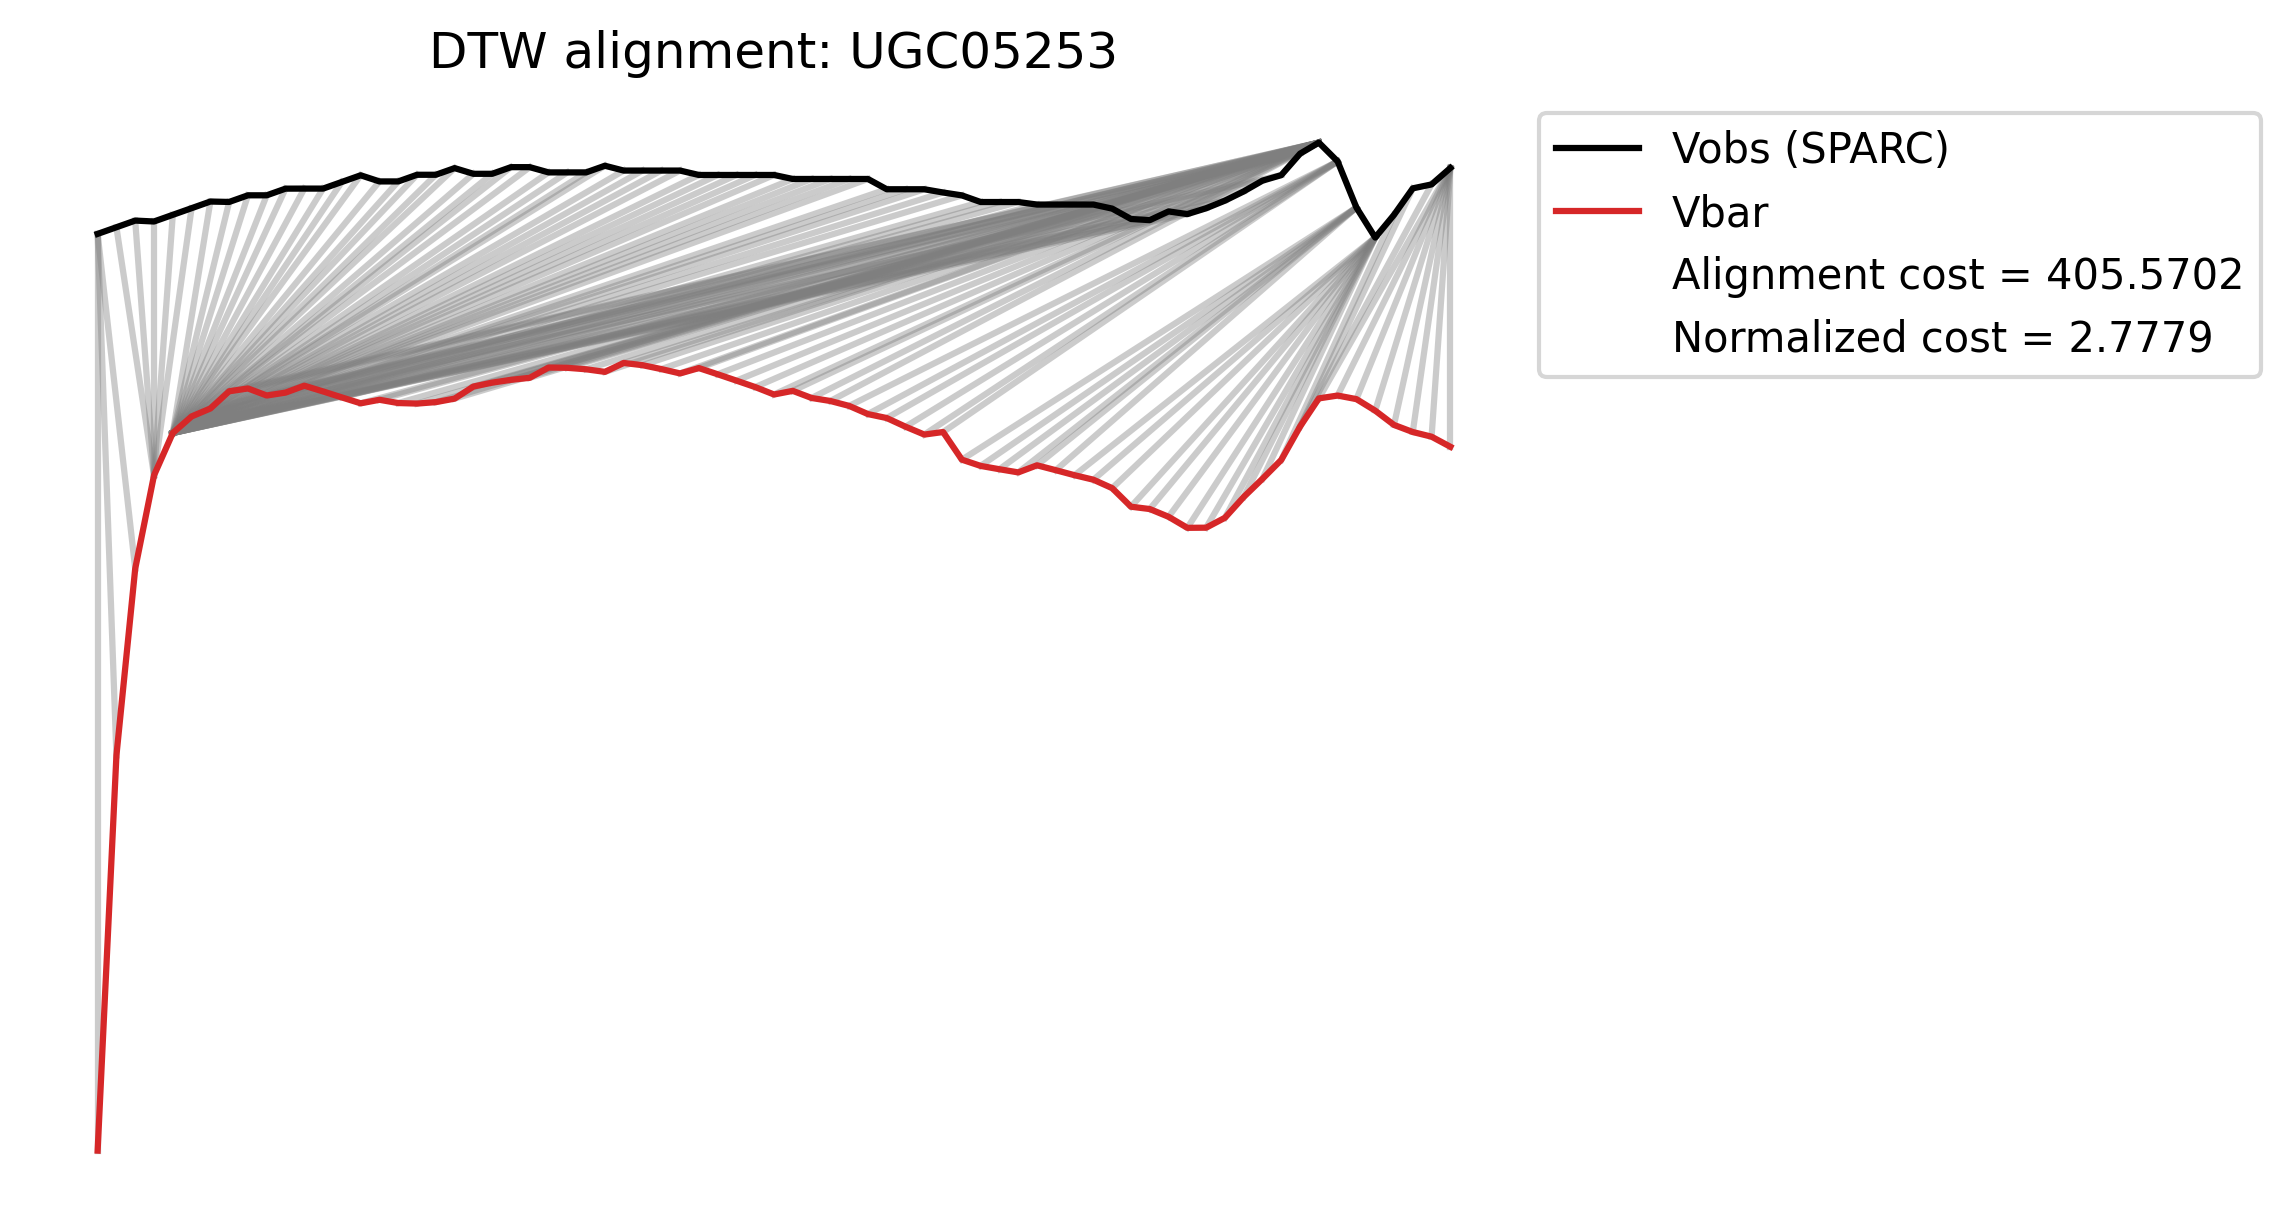 DTW alignment: UGC05253
Vobs (SPARC)
Vbar
Alignment cost = 405.5702
Normalized cost = 2.7779